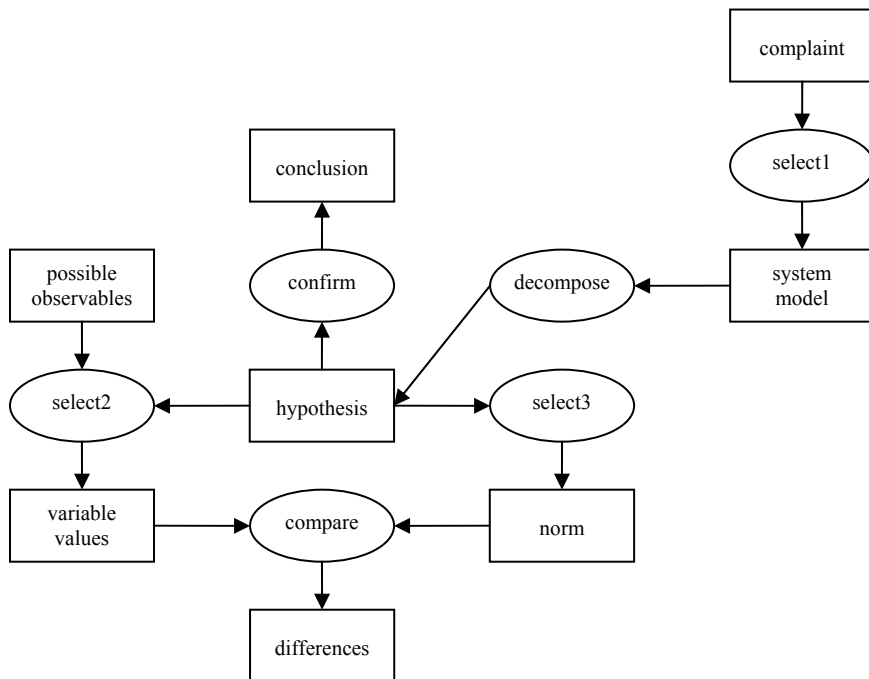 complaint
select1
conclusion
possible
observables
confirm
decompose
system
model
select2
hypothesis
select3
variable
values
compare
norm
differences